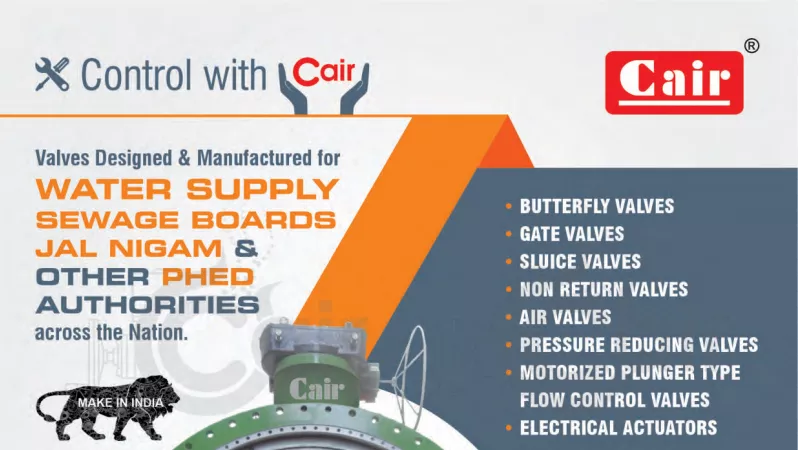 Control with Cair
Cair ®
Valves Designed & Manufactured for
WATER SUPPLY
SEWAGE BOARDS
JAL NIGAM &
OTHER PHED
AUTHORITIES
across the Nation.
• BUTTERFLY VALVES
• GATE VALVES
• SLUICE VALVES
• NON RETURN VALVES
• AIR VALVES
• PRESSURE REDUCING VALVES
• MOTORIZED PLUNGER TYPE
FLOW CONTROL VALVES
• ELECTRICAL ACTUATORS
Cair
Cair
MAKE IN INDIA